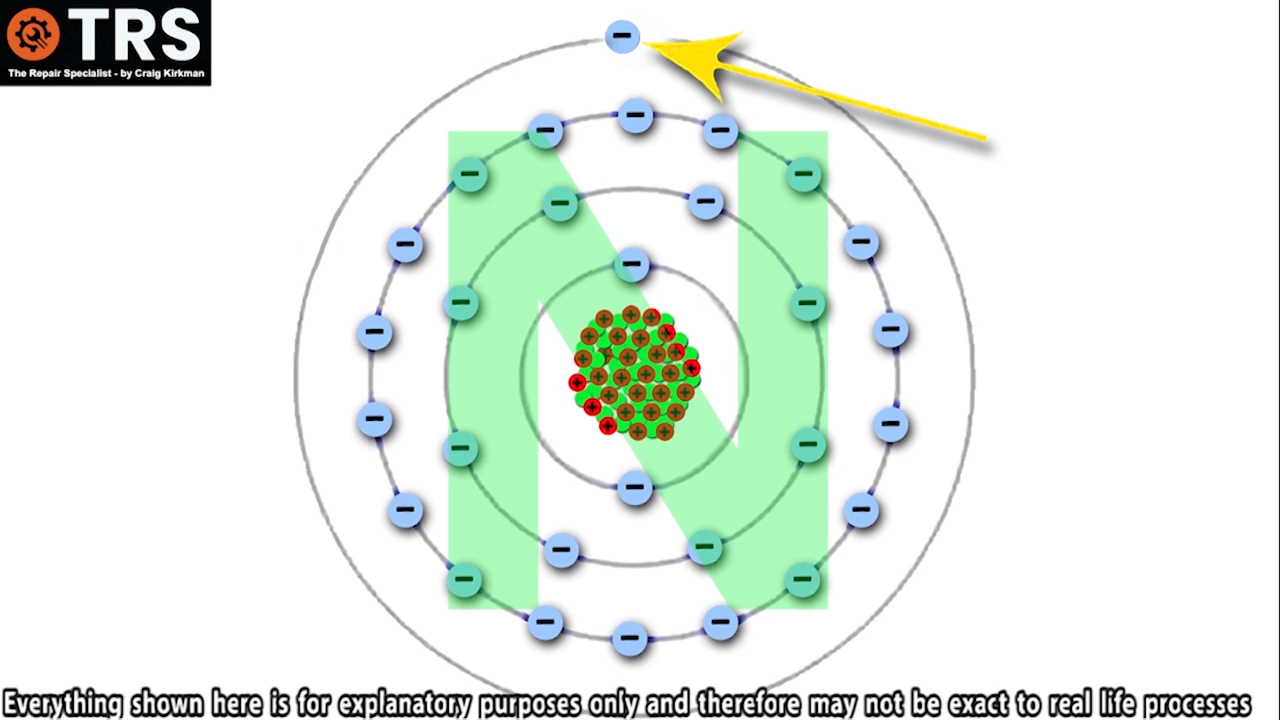 TRS
The Repair Specialist - by Craig Kirkman
N
Everything shown here is for explanatory purposes only and therefore may not be exact to real life processes